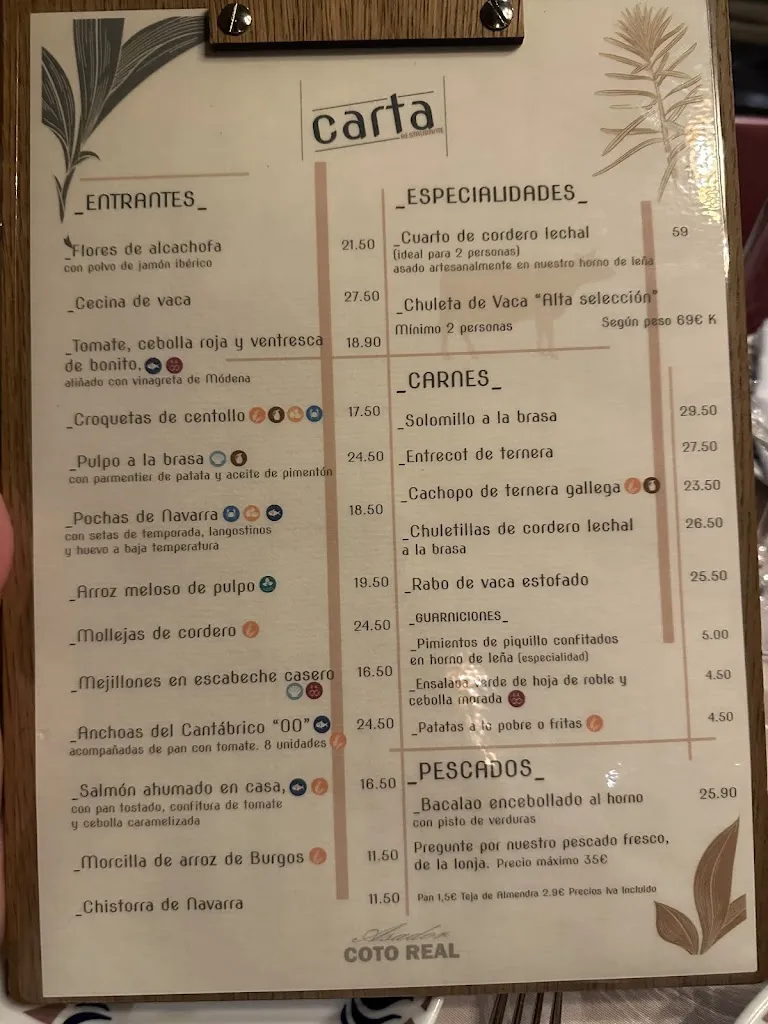 carta
RESTAURANTE
_ENTRANTES_
_Flores de alcachofa 21.50
con polvo de jamón ibérico
_Cecina de vaca 27.50
_Tomate, cebolla roja y ventresca 18.90
de bonito,
aliñado con vinagreta de Módena
_Croquetas de centollo 17.50
_Pulpo a la brasa 24.50
con parmentier de patata y aceite de pimentón
_Pochas de Navarra 18.50
con setas de temporada, langostinos
y huevo a baja temperatura
_Arroz meloso de pulpo 19.50
_Mollejas de cordero 24.50
_Mejillones en escabeche casero 16.50
_Anchoas del Cantábrico "OO" 24.50
acompañadas de pan con tomate. 8 unidades
_Salmón ahumado en casa, 16.50
con pan tostado, confitura de tomate
y cebolla caramelizada
_Morcilla de arroz de Burgos 11.50
_Chistorra de Navarra 11.50
_ESPECIALIDADES_
_Cuarto de cordero lechal 59
(ideal para 2 personas)
asado artesanalmente en nuestro horno de leña
_Chuleta de Vaca "Alta selección"
Mínimo 2 personas Según peso 69€ K
_CARNES_
_Solomillo a la brasa 29.50
_Entrecot de ternera 27.50
_Cachopo de ternera gallega 23.50
_Chuletillas de cordero lechal 26.50
a la brasa
_Rabo de vaca estofado 25.50
_GUARNICIONES_
_Pimientos de piquillo confitados 5.00
en horno de leña (especialidad)
_Ensalada verde de hoja de roble y 4.50
cebolla morada
_Patatas a lo pobre o fritas 4.50
_PESCADOS_
_Bacalao encebollado al horno 25.90
con pisto de verduras
Pregunte por nuestro pescado fresco,
de la lonja. Precio máximo 35€
Pan 1,5€ Teja de Almendra 2.9€ Precios Iva Incluido
Asador
COTO REAL